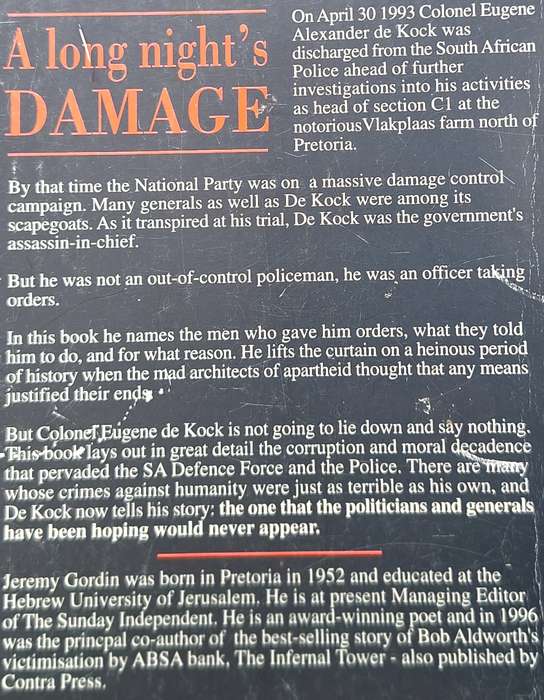 A long night's
DAMAGE
On April 30 1993 Colonel Eugene
Alexander de Kock was
discharged from the South African
Police ahead of further
investigations into his activities
as head of section C1 at the
notorious Vlakplaas farm north of
Pretoria.
By that time the National Party was on a massive damage control
campaign. Many generals as well as De Kock were among its
scapegoats. As it transpired at his trial, De Kock was the government's
assassin-in-chief.
But he was not an out-of-control policeman, he was an officer taking
orders.
In this book he names the men who gave him orders, what they told
him to do, and for what reason. He lifts the curtain on a heinous period
of history when the mad architects of apartheid thought that any means
justified their ends.
But Colonel Eugene de Kock is not going to lie down and say nothing.
This book lays out in great detail the corruption and moral decadence
that pervaded the SA Defence Force and the Police. There are many
whose crimes against humanity were just as terrible as his own, and
De Kock now tells his story: the one that the politicians and generals
have been hoping would never appear.
Jeremy Gordin was born in Pretoria in 1952 and educated at the
Hebrew University of Jerusalem. He is at present Managing Editor
of The Sunday Independent. He is an award-winning poet and in 1996
was the princpal co-author of the best-selling story of Bob Aldworth's
victimisation by ABSA bank, The Infernal Tower - also published by
Contra Press.